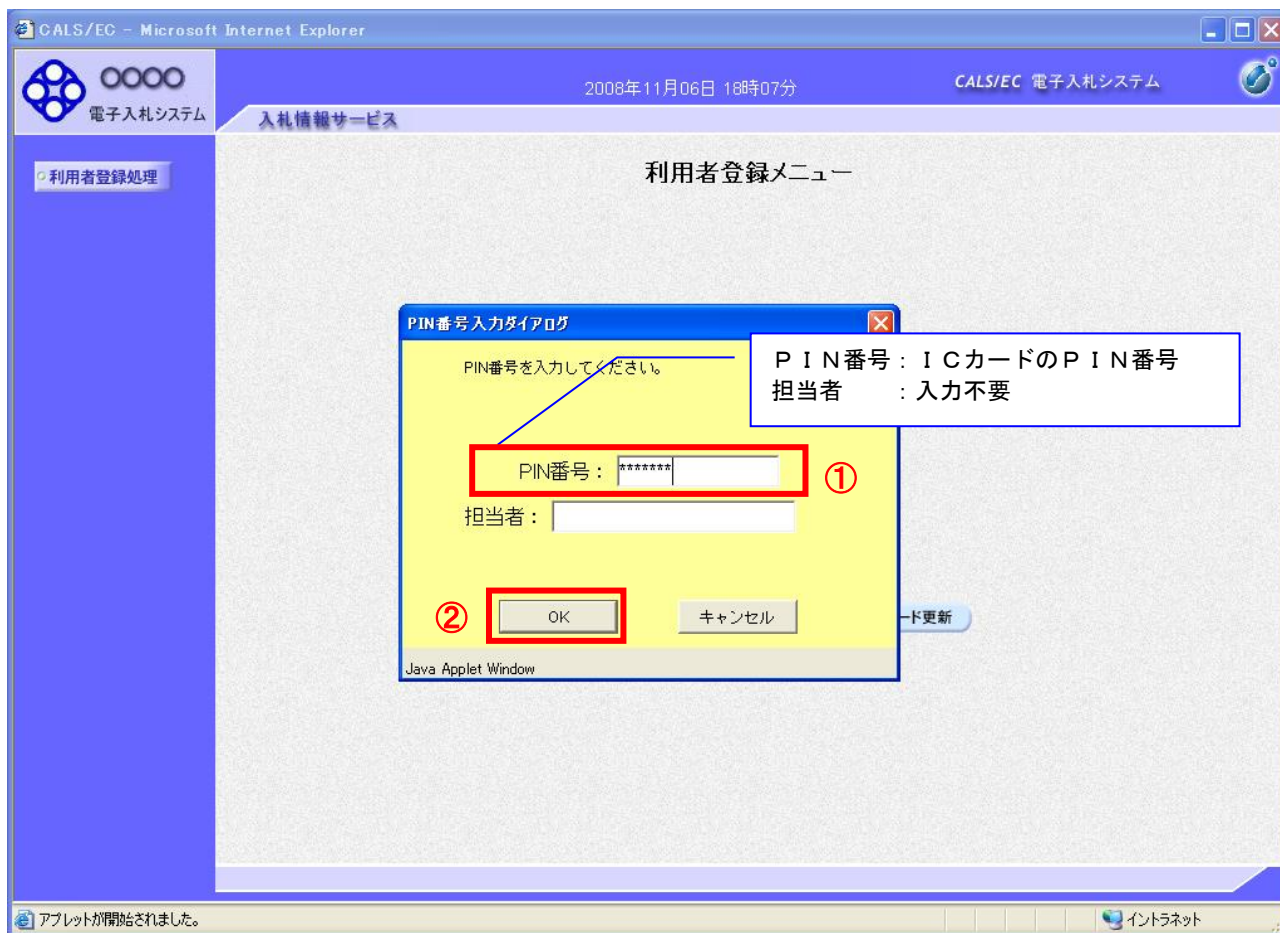 CALS/EC - Microsoft Internet Explorer
OOOO
電子入札システム
2008年11月06日 18時07分
CALS/EC 電子入札システム
入札情報サービス
利用者登録処理
利用者登録メニュー
PIN番号入力ダイアログ
PIN番号を入力してください。
ＰＩＮ番号：ＩＣカードのＰＩＮ番号
担当者　　：入力不要
PIN番号： *******
①
担当者：
②
OK
キャンセル
ード更新
Java Applet Window
アプレットが開始されました。
イントラネット